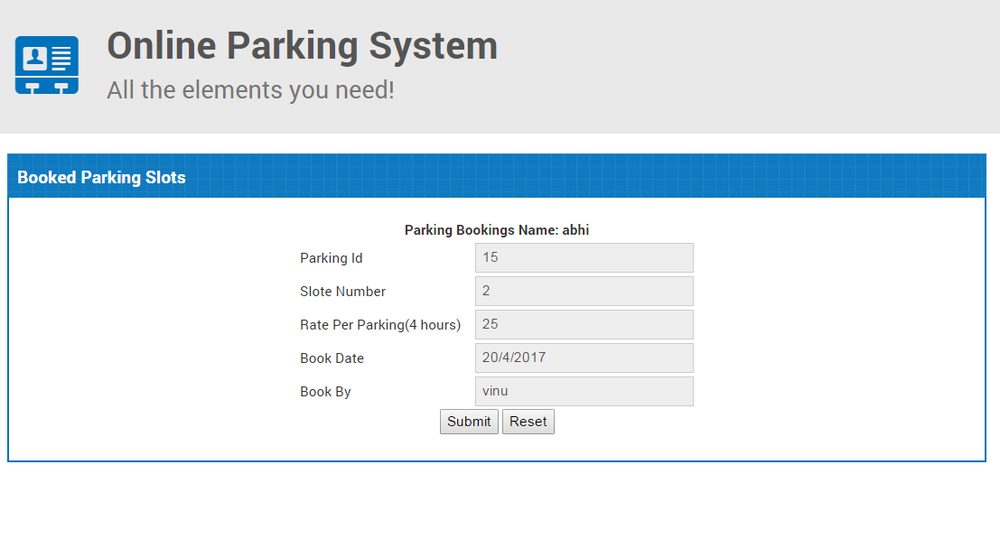 Online Parking System
All the elements you need!
Booked Parking Slots
Parking Bookings Name: abhi
Parking Id 15
Slote Number 2
Rate Per Parking(4 hours) 25
Book Date 20/4/2017
Book By vinu
Submit Reset